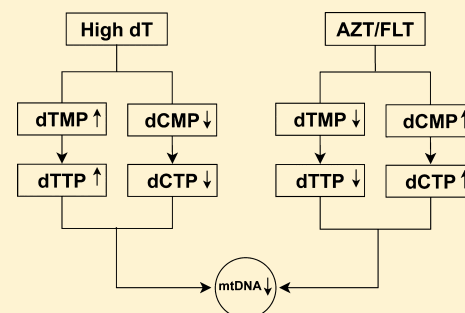 High dT
AZT/FLT
dTMP ↑
dCMP ↓
dTMP ↓
dCMP ↑
dTTP ↑
dCTP ↓
dTTP ↓
dCTP ↑
mtDNA ↓